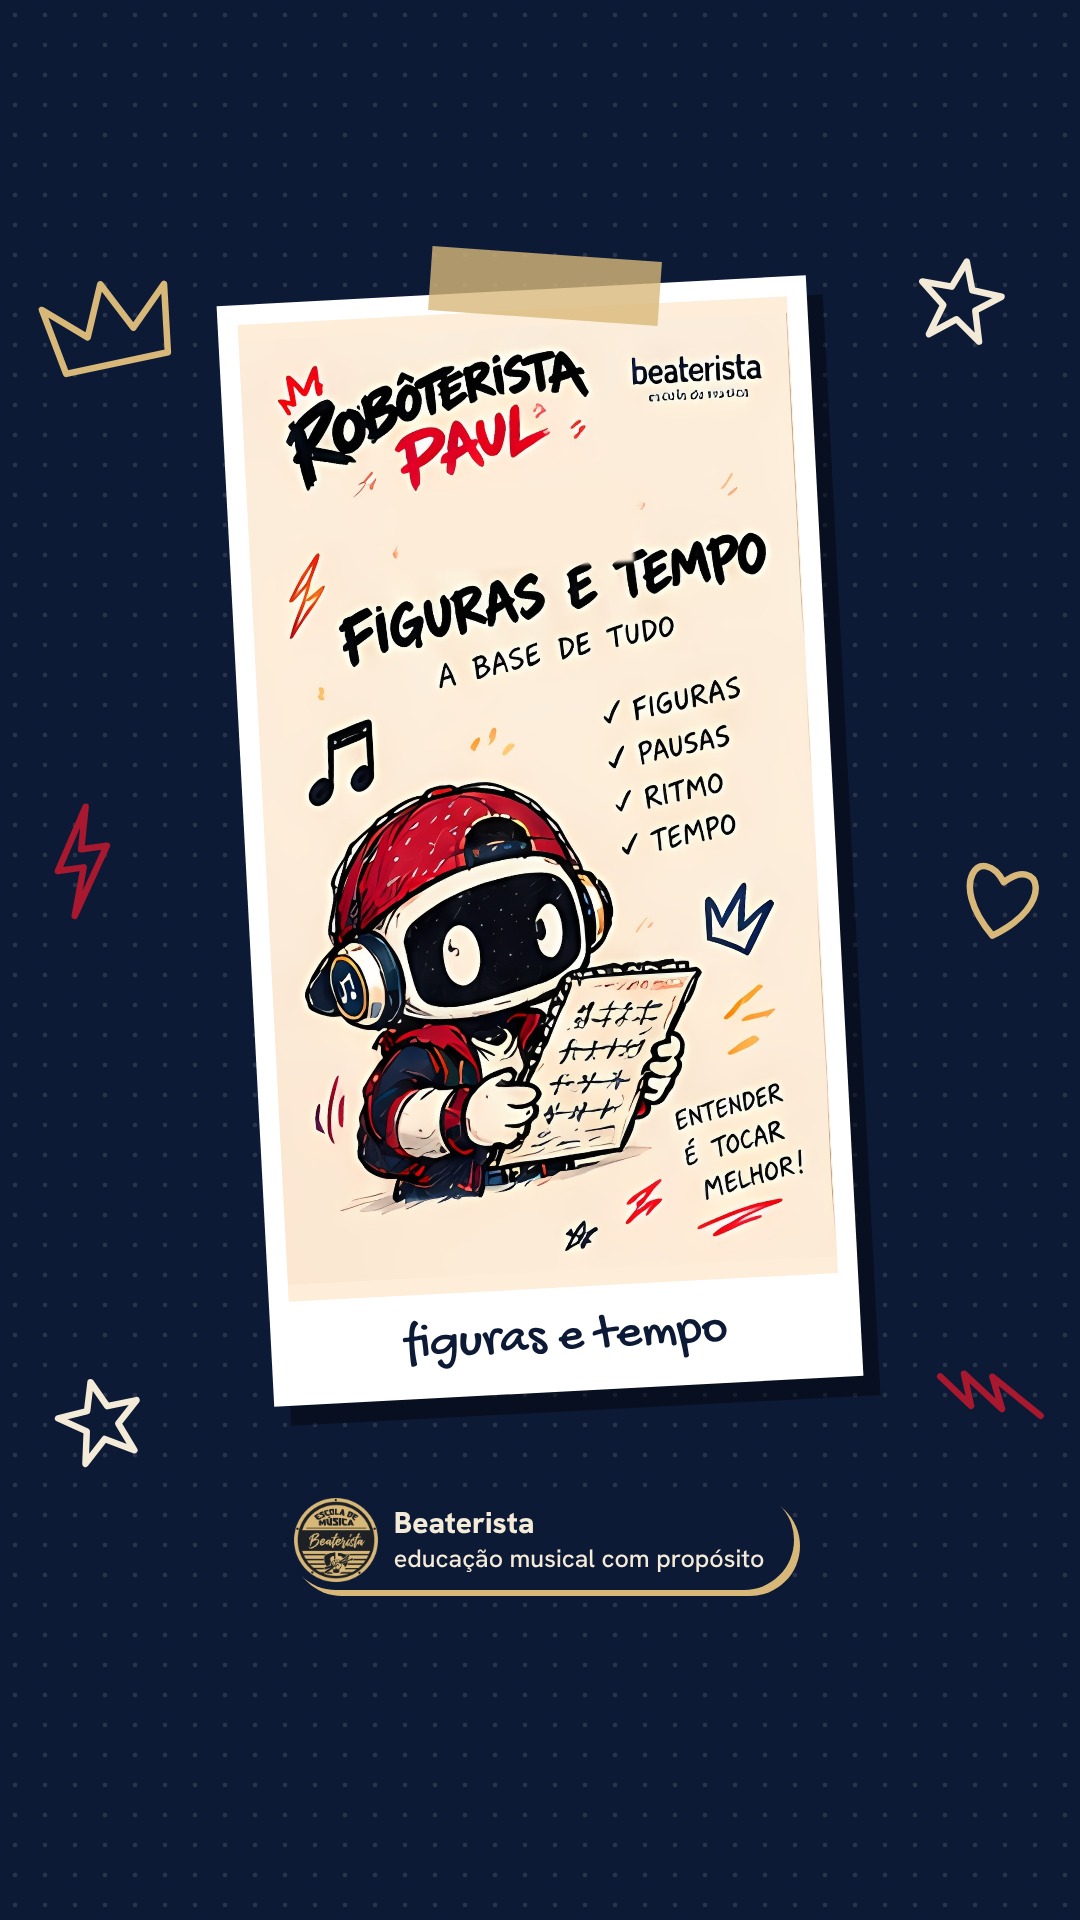 ROBÔTERISTA
PAUL
beaterista
FIGURAS E TEMPO
A BASE DE TUDO
✓ FIGURAS
✓ PAUSAS
✓ RITMO
✓ TEMPO
ENTENDER
É TOCAR
MELHOR!
figuras e tempo
ESCOLA DE
MÚSICA
Beaterista
Beaterista
educação musical com propósito